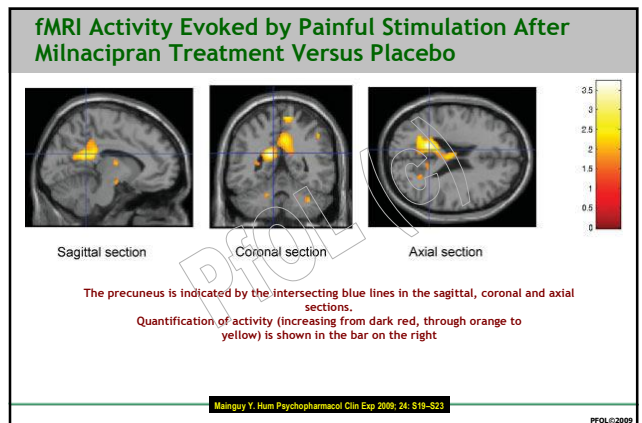 fMRI Activity Evoked by Painful Stimulation After
Milnacipran Treatment Versus Placebo
3.5
3
2.5
2
1.5
1
0.5
0
Sagittal section
Coronal section
Axial section
PfOL (c)
The precuneus is indicated by the intersecting blue lines in the sagittal, coronal and axial
sections.
Quantification of activity (increasing from dark red, through orange to
yellow) is shown in the bar on the right
Mainguy Y. Hum Psychopharmacol Clin Exp 2009; 24: S19–S23
PFOL©2009